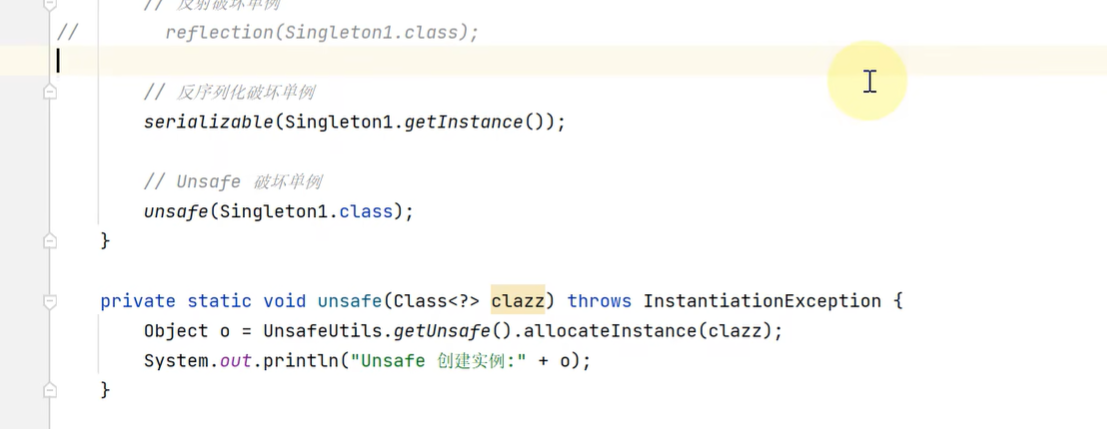 // 反射破坏单例
// reflection(Singleton1.class);
// 反序列化破坏单例
serializable(Singleton1.getInstance());
// Unsafe 破坏单例
unsafe(Singleton1.class);
}
private static void unsafe(Class<?> clazz) throws InstantiationException {
Object o = UnsafeUtils.getUnsafe().allocateInstance(clazz);
System.out.println("Unsafe 创建实例:" + o);
}